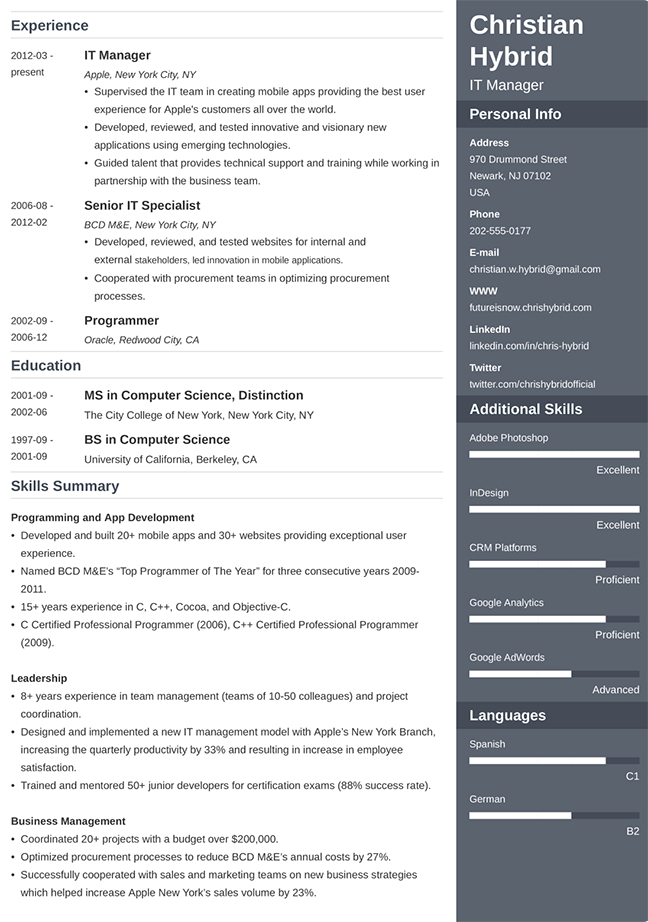 Experience
2012-03 -
present
IT Manager
Apple, New York City, NY
• Supervised the IT team in creating mobile apps providing the best user
experience for Apple's customers all over the world.
• Developed, reviewed, and tested innovative and visionary new
applications using emerging technologies.
• Guided talent that provides technical support and training while working in
partnership with the business team.
2006-08 -
2012-02
Senior IT Specialist
BCD M&E, New York City, NY
• Developed, reviewed, and tested websites for internal and
external stakeholders, led innovation in mobile applications.
• Cooperated with procurement teams in optimizing procurement
processes.
2002-09 -
2006-12
Programmer
Oracle, Redwood City, CA
Education
2001-09 -
2002-06
MS in Computer Science, Distinction
The City College of New York, New York City, NY
1997-09 -
2001-09
BS in Computer Science
University of California, Berkeley, CA
Skills Summary
Programming and App Development
• Developed and built 20+ mobile apps and 30+ websites providing exceptional user
experience.
• Named BCD M&E's “Top Programmer of The Year” for three consecutive years 2009-
2011.
• 15+ years experience in C, C++, Cocoa, and Objective-C.
• C Certified Professional Programmer (2006), C++ Certified Professional Programmer
(2009).
Leadership
• 8+ years experience in team management (teams of 10-50 colleagues) and project
coordination.
• Designed and implemented a new IT management model with Apple's New York Branch,
increasing the quarterly productivity by 33% and resulting in increase in employee
satisfaction.
• Trained and mentored 50+ junior developers for certification exams (88% success rate).
Business Management
• Coordinated 20+ projects with a budget over $200,000.
• Optimized procurement processes to reduce BCD M&E's annual costs by 27%.
• Successfully cooperated with sales and marketing teams on new business strategies
which helped increase Apple New York's sales volume by 23%.
Christian
Hybrid
IT Manager
Personal Info
Address
970 Drummond Street
Newark, NJ 07102
USA
Phone
202-555-0177
E-mail
christian.w.hybrid@gmail.com
WWW
futureisnow.chrishybrid.com
LinkedIn
linkedin.com/in/chris-hybrid
Twitter
twitter.com/chrishybridofficial
Additional Skills
Adobe Photoshop
Excellent
InDesign
Excellent
CRM Platforms
Proficient
Google Analytics
Proficient
Google AdWords
Advanced
Languages
Spanish
C1
German
B2